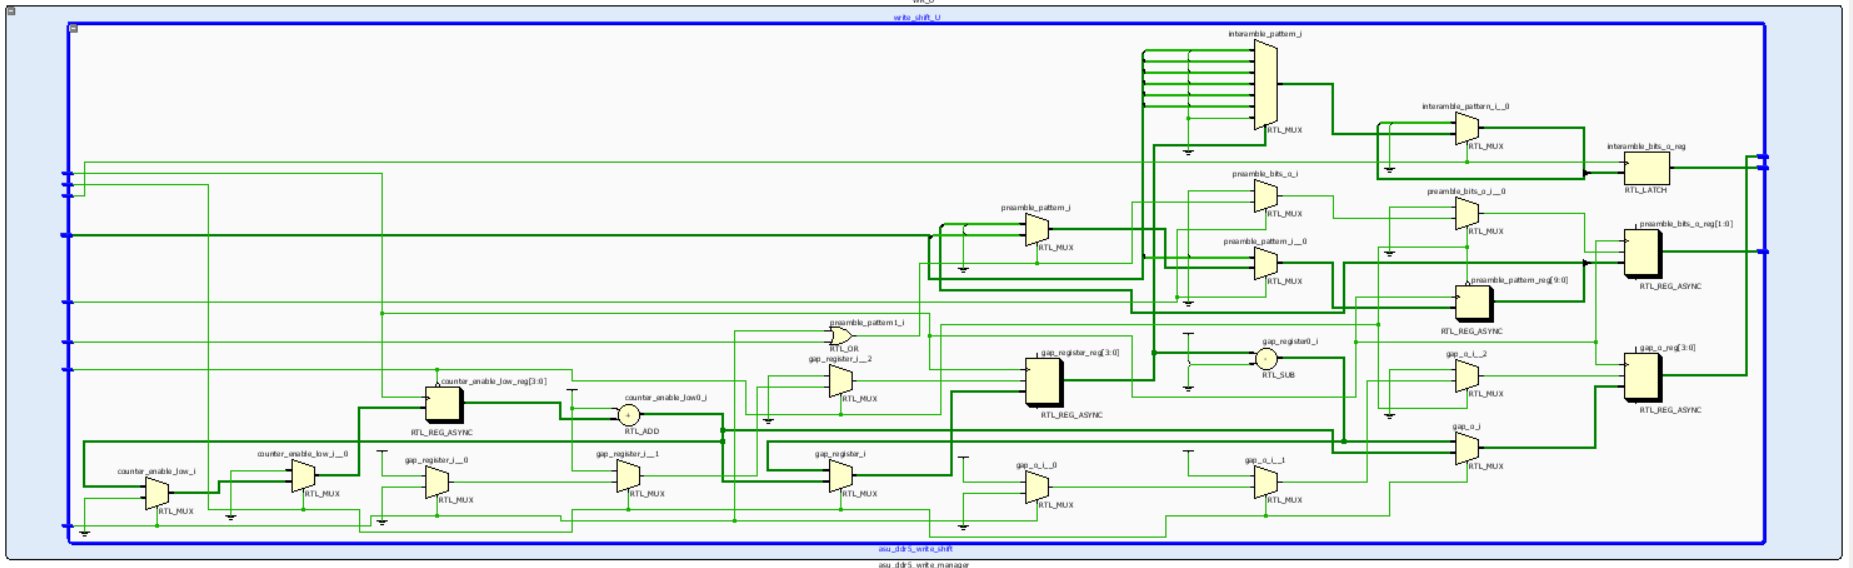 write_shift_U
interamble_pattern_i
RTL_MUX
interamble_pattern_i__0
RTL_MUX
interamble_bits_o_reg
RTL_LATCH
preamble_bits_o_i
RTL_MUX
preamble_bits_o_i__0
RTL_MUX
preamble_pattern_i
RTL_MUX
preamble_bits_o_reg[1:0]
RTL_REG_ASYNC
preamble_pattern_i__0
RTL_MUX
preamble_pattern_reg[9:0]
RTL_REG_ASYNC
preamble_pattern1_i
RTL_OR
gap_register_i__2
RTL_MUX
gap_register_reg[3:0]
RTL_REG_ASYNC
gap_register0_i
-
RTL_SUB
gap_o_i__2
RTL_MUX
gap_o_reg[3:0]
RTL_REG_ASYNC
counter_enable_low_reg[3:0]
RTL_REG_ASYNC
counter_enable_low0_i
+
RTL_ADD
gap_o_i
RTL_MUX
counter_enable_low_i
RTL_MUX
counter_enable_low_i__0
RTL_MUX
gap_register_i__0
RTL_MUX
gap_register_i__1
RTL_MUX
gap_register_i
RTL_MUX
gap_o_i__0
RTL_MUX
gap_o_i__1
RTL_MUX
asu_ddr5_write_shift
asu_ddr5_write_manager